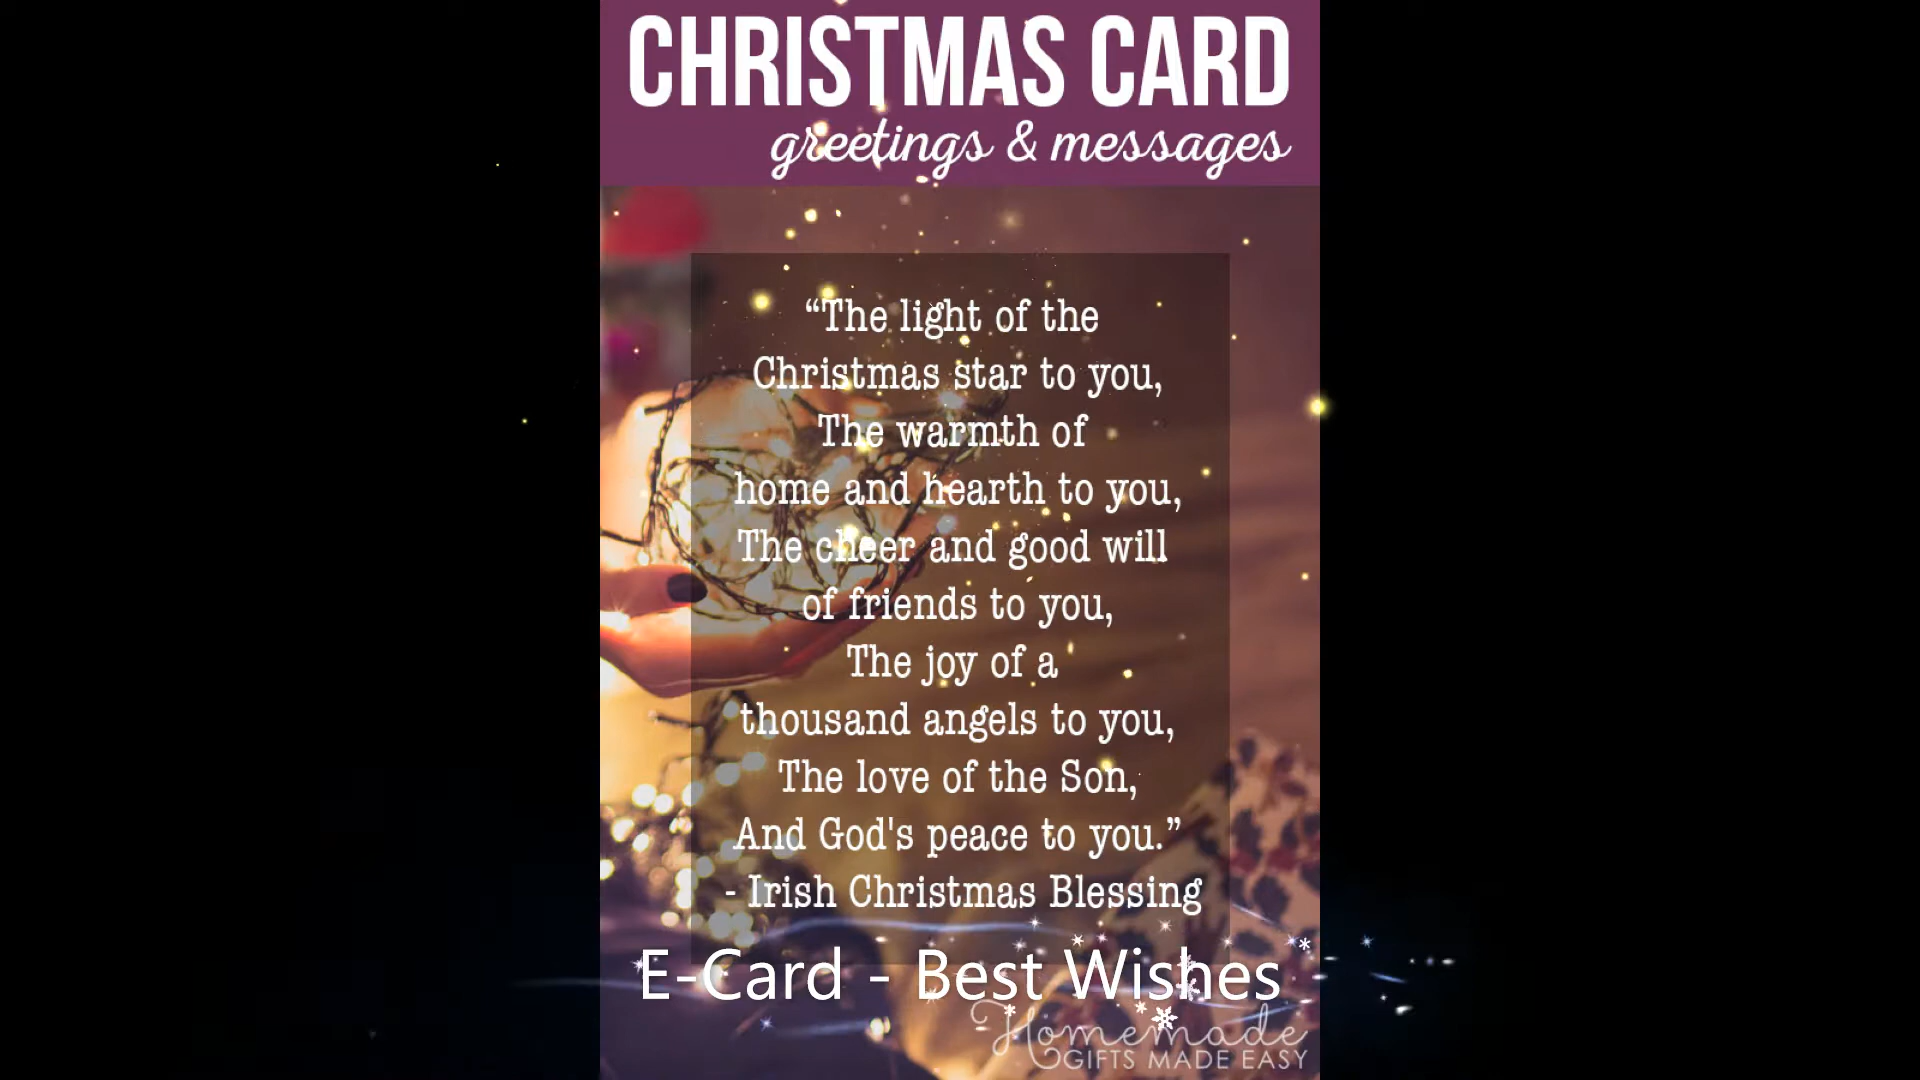 CHRISTMAS CARD
greetings & messages
“The light of the
Christmas star to you,
The warmth of
home and hearth to you,
The cheer and good will
of friends to you,
The joy of a
thousand angels to you,
The love of the Son,
And God's peace to you.”
- Irish Christmas Blessing
E-Card - Best Wishes
Homemade
GIFTS MADE EASY